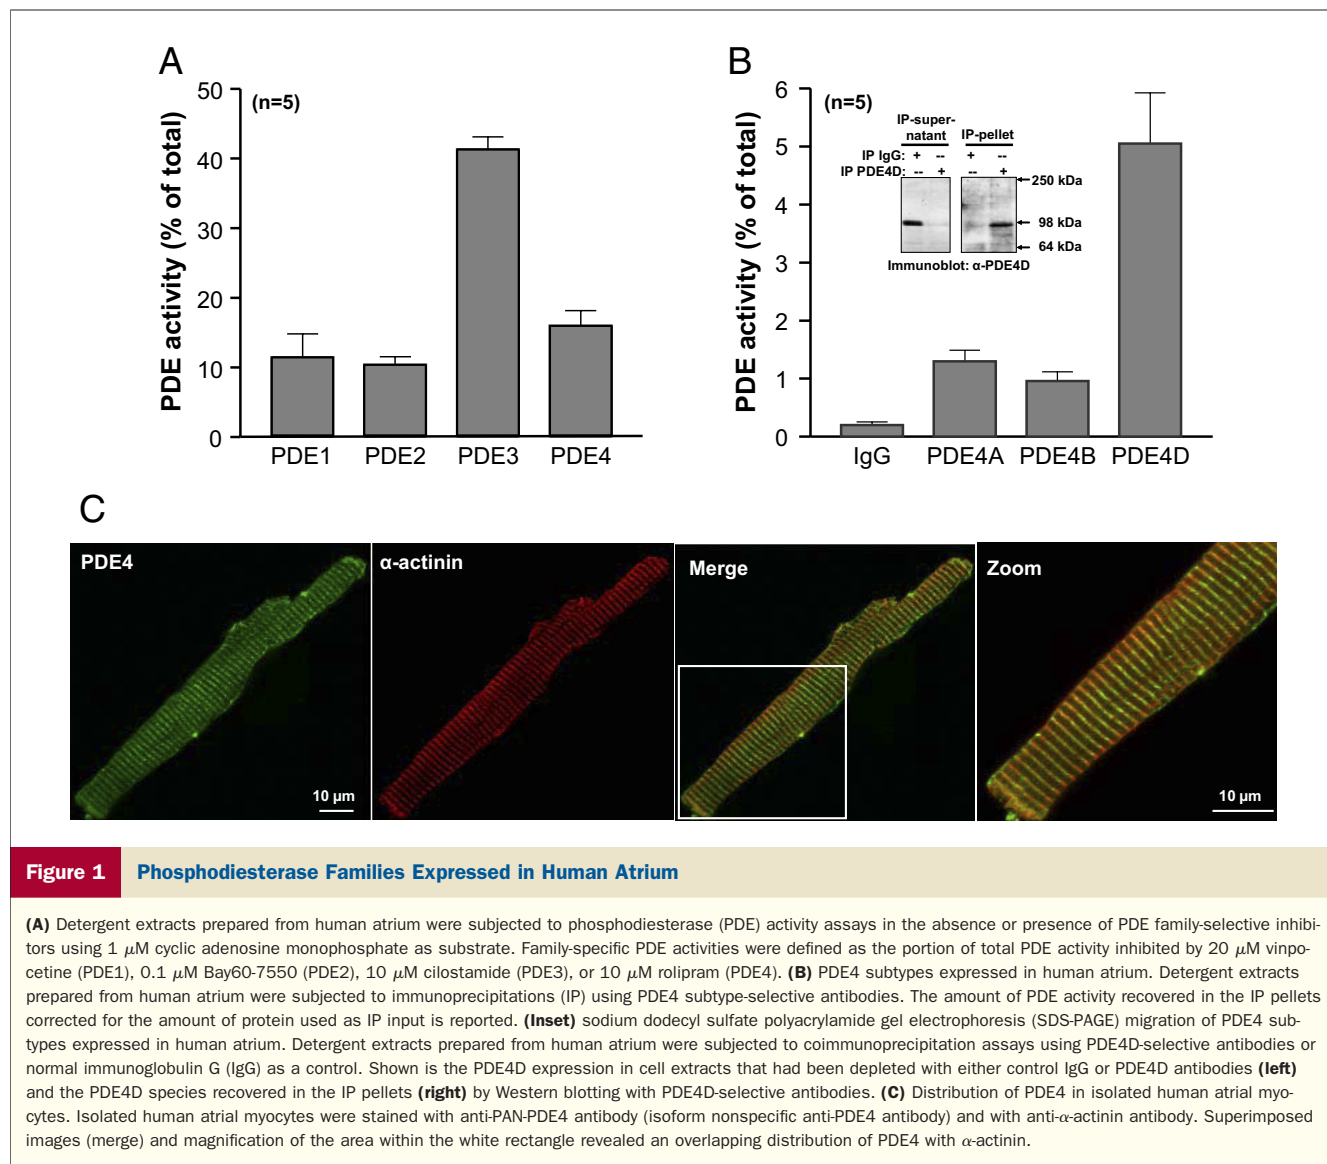 A
PDE activity (% of total)
50
40
30
20
10
0
(n=5)
PDE1 PDE2 PDE3 PDE4
B
PDE activity (% of total)
6
5
4
3
2
1
0
(n=5)
IP-super-
natant
IP-pellet
IP IgG: + -- + --
IP PDE4D: -- + -- +
250 kDa
98 kDa
64 kDa
Immunoblot: α-PDE4D
IgG PDE4A PDE4B PDE4D
C
PDE4
10 μm
α-actinin
Merge
Zoom
10 μm
Figure 1 Phosphodiesterase Families Expressed in Human Atrium
(A) Detergent extracts prepared from human atrium were subjected to phosphodiesterase (PDE) activity assays in the absence or presence of PDE family-selective inhibi-
tors using 1 μM cyclic adenosine monophosphate as substrate. Family-specific PDE activities were defined as the portion of total PDE activity inhibited by 20 μM vinpo-
cetine (PDE1), 0.1 μM Bay60-7550 (PDE2), 10 μM cilostamide (PDE3), or 10 μM rolipram (PDE4). (B) PDE4 subtypes expressed in human atrium. Detergent extracts
prepared from human atrium were subjected to immunoprecipitations (IP) using PDE4 subtype-selective antibodies. The amount of PDE activity recovered in the IP pellets
corrected for the amount of protein used as IP input is reported. (Inset) sodium dodecyl sulfate polyacrylamide gel electrophoresis (SDS-PAGE) migration of PDE4 sub-
types expressed in human atrium. Detergent extracts prepared from human atrium were subjected to coimmunoprecipitation assays using PDE4D-selective antibodies or
normal immunoglobulin G (IgG) as a control. Shown is the PDE4D expression in cell extracts that had been depleted with either control IgG or PDE4D antibodies (left)
and the PDE4D species recovered in the IP pellets (right) by Western blotting with PDE4D-selective antibodies. (C) Distribution of PDE4 in isolated human atrial myo-
cytes. Isolated human atrial myocytes were stained with anti-PAN-PDE4 antibody (isoform nonspecific anti-PDE4 antibody) and with anti-α-actinin antibody. Superimposed
images (merge) and magnification of the area within the white rectangle revealed an overlapping distribution of PDE4 with α-actinin.